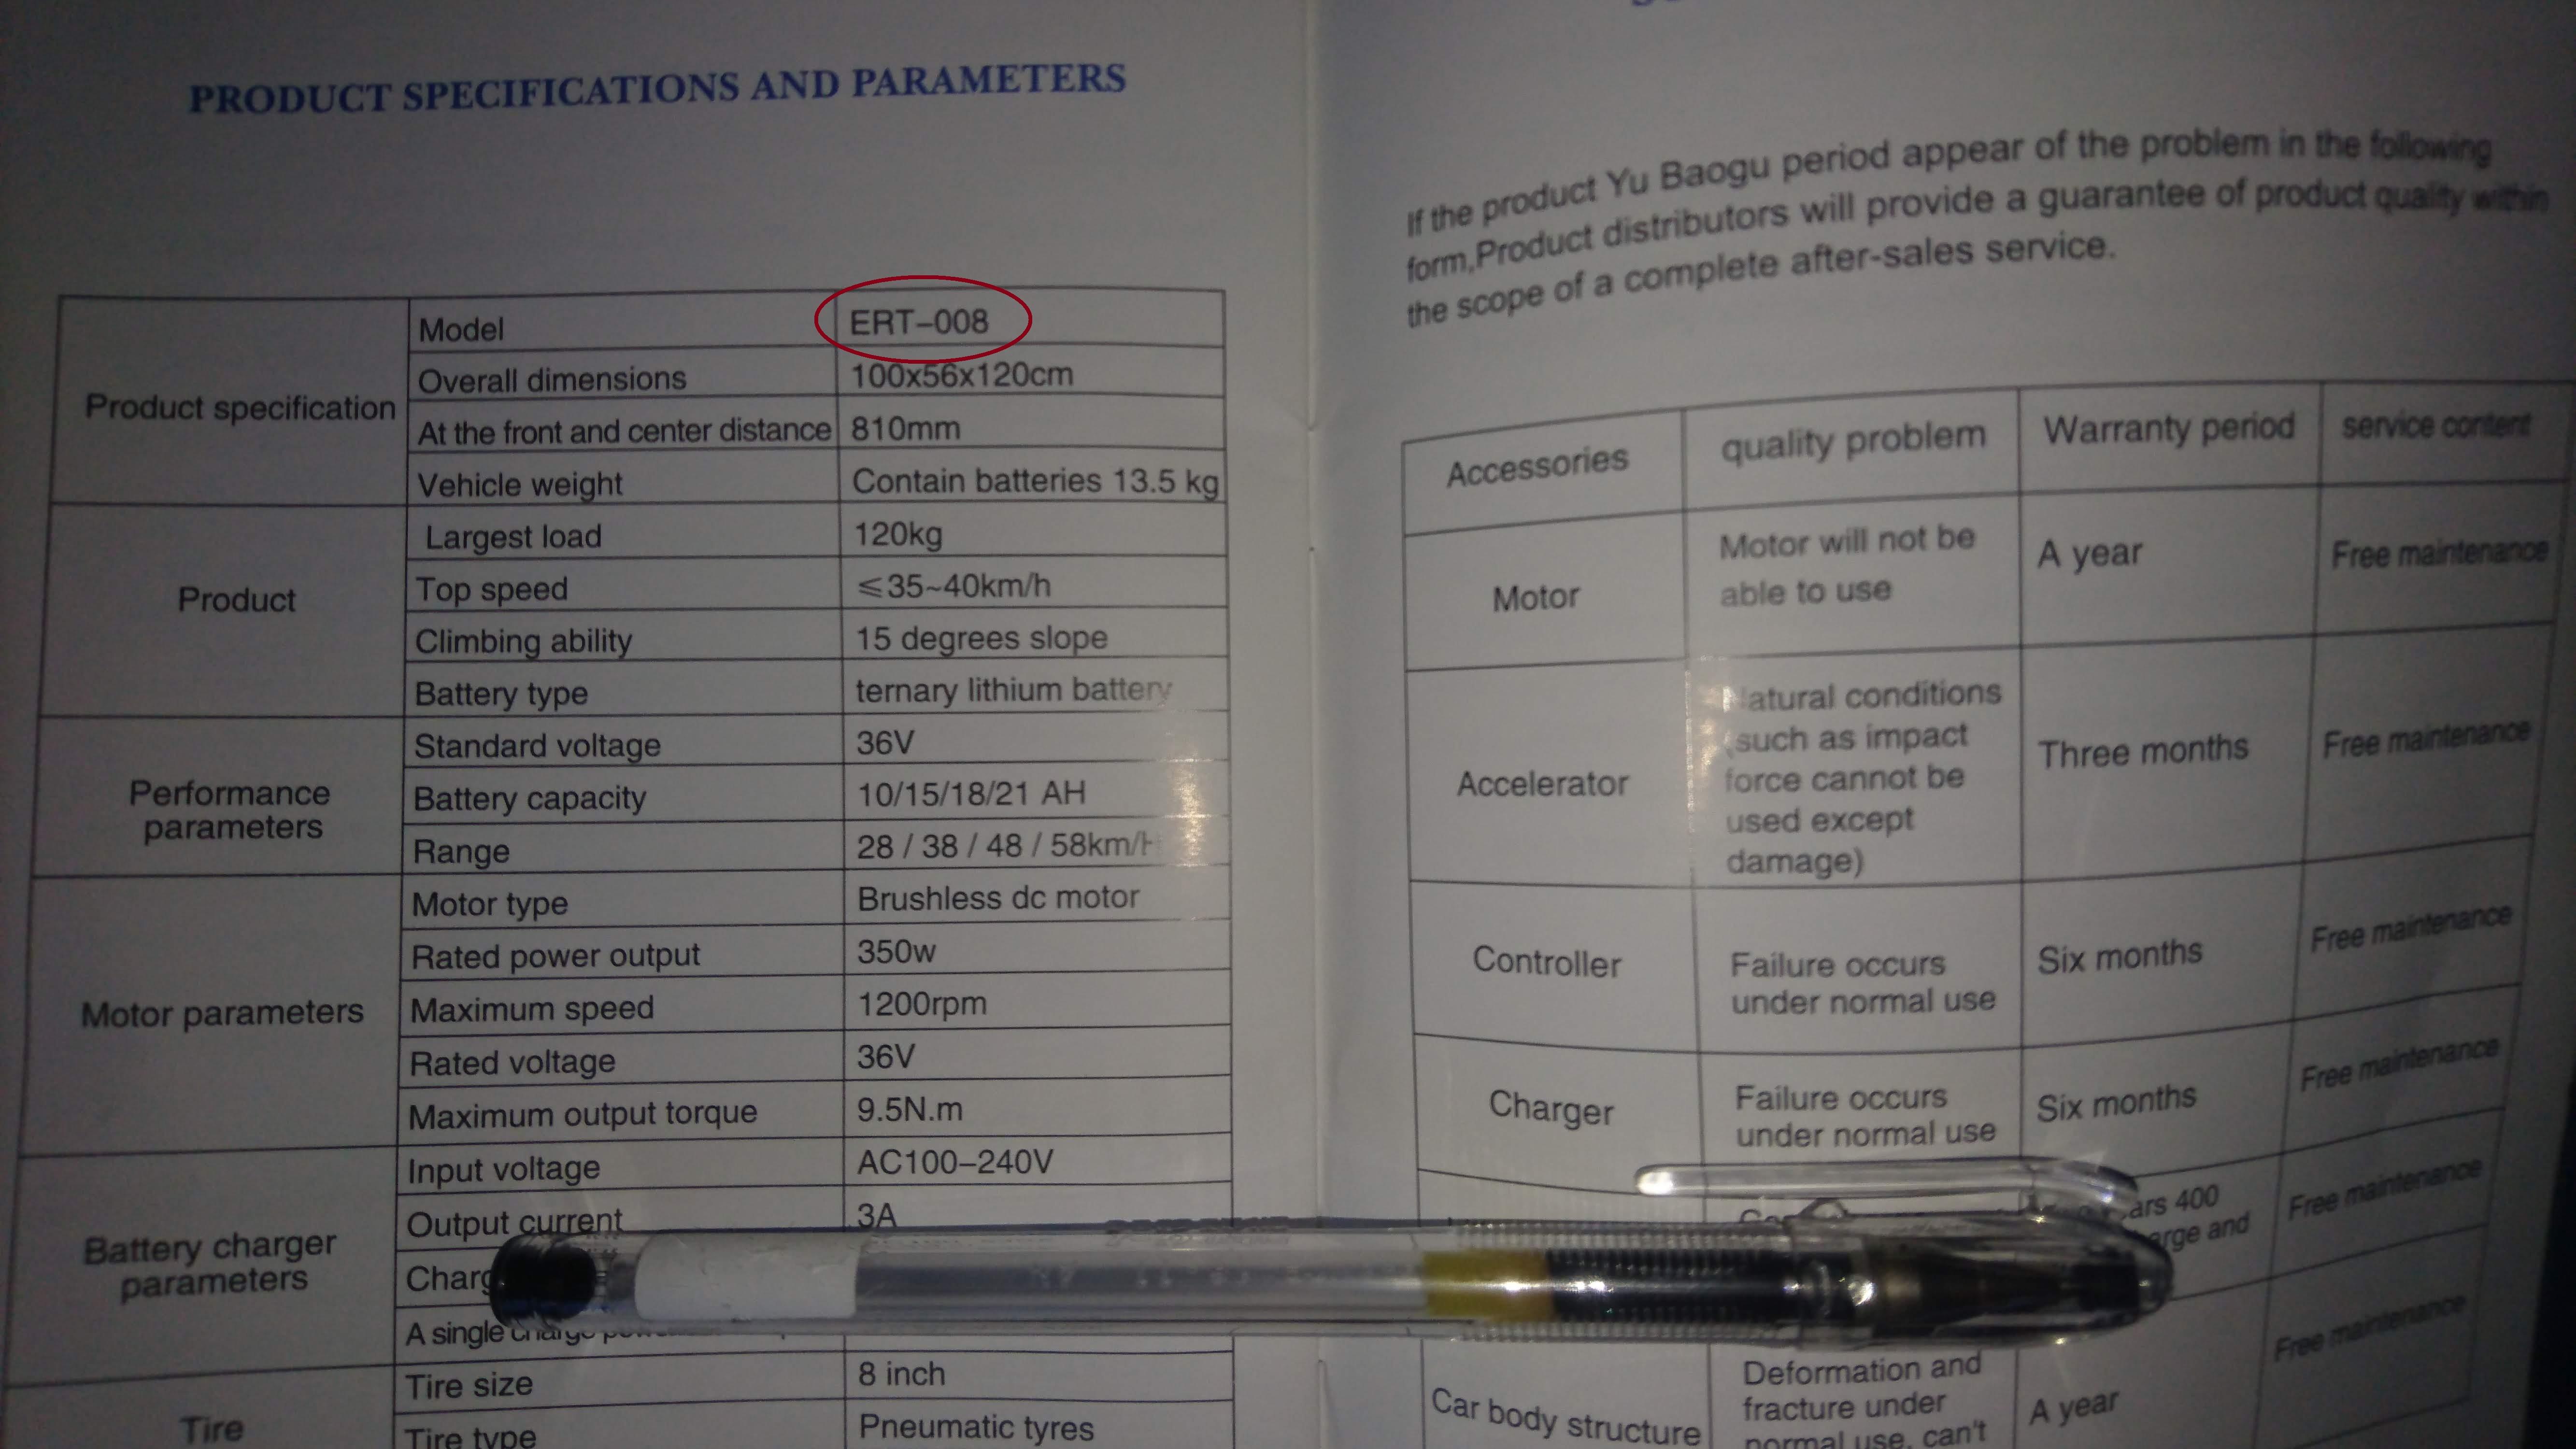 PRODUCT SPECIFICATIONS AND PARAMETERS
Product specification
Model
ERT-008
Overall dimensions
100x56x120cm
At the front and center distance
810mm
Vehicle weight
Contain batteries 13.5 kg
Product
Largest load
120kg
Top speed
≤35~40km/h
Climbing ability
15 degrees slope
Battery type
ternary lithium battery
Performance
parameters
Standard voltage
36V
Battery capacity
10/15/18/21 AH
Range
28 / 38 / 48 / 58km/H
Motor parameters
Motor type
Brushless dc motor
Rated power output
350w
Maximum speed
1200rpm
Rated voltage
36V
Maximum output torque
9.5N.m
Battery charger
parameters
Input voltage
AC100-240V
Output current
3A
A single charge
Tire
Tire size
8 inch
Tire type
Pneumatic tyres
If the product Yu Baogu period appear of the problem in the following
form,Product distributors will provide a guarantee of product quality within
the scope of a complete after-sales service.
Accessories
quality problem
Warranty period
service content
Motor
Motor will not be
able to use
A year
Free maintenance
Accelerator
Natural conditions
(such as impact
force cannot be
used except
damage)
Three months
Free maintenance
Controller
Failure occurs
under normal use
Six months
Free maintenance
Charger
Failure occurs
under normal use
Six months
Free maintenance
400
and
Free maintenance
Car body structure
Deformation and
fracture under
normal use, can't
A year
Free maintenance